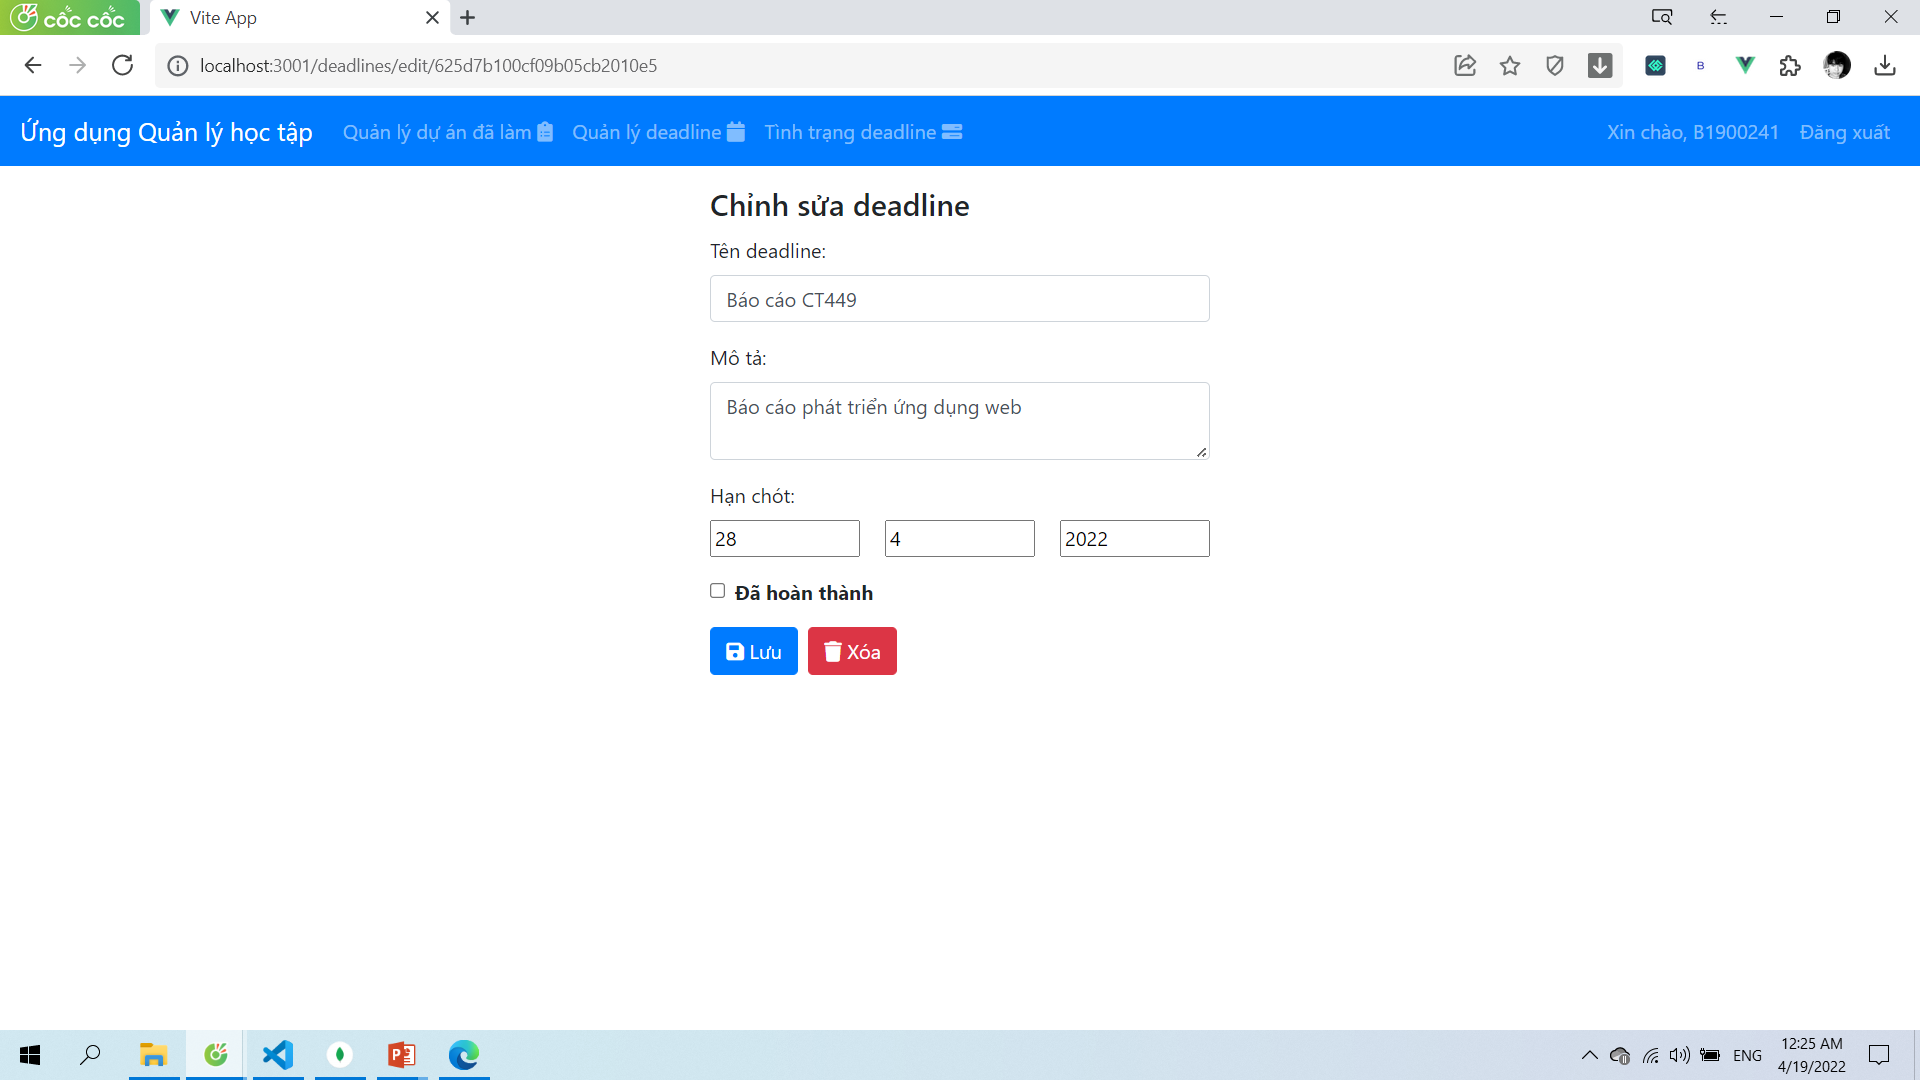 cốc cốc
Vite App
localhost:3001/deadlines/edit/625d7b100cf09b05cb2010e5
B
Ứng dụng Quản lý học tập
Quản lý dự án đã làm
Quản lý deadline
Tình trạng deadline
Xin chào, B1900241
Đăng xuất
Chỉnh sửa deadline
Tên deadline:
Báo cáo CT449
Mô tả:
Báo cáo phát triển ứng dụng web
Hạn chót:
28
4
2022
Đã hoàn thành
Lưu
Xóa
ENG
12:25 AM
4/19/2022